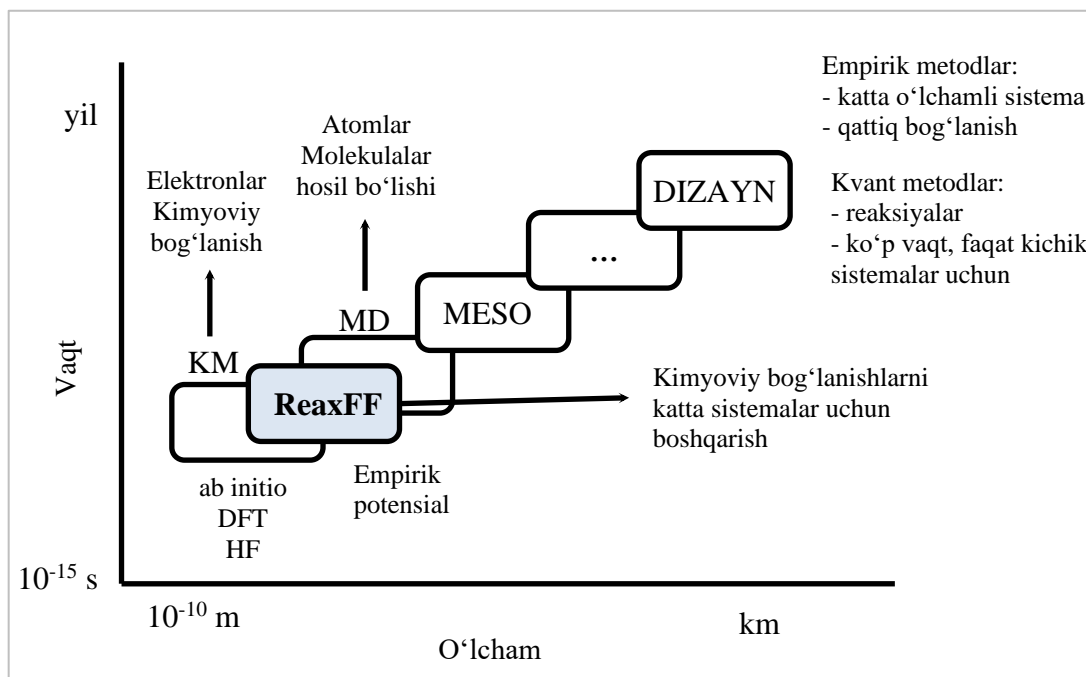 Empirik metodlar:
- katta o‘lchamli sistema
- qattiq bog‘lanish
yil
Atomlar
Molekulalar
hosil bo‘lishi
Elektronlar
Kimyoviy
bog‘lanish
DIZAYN
Kvant metodlar:
- reaksiyalar
- ko‘p vaqt, faqat kichik
sistemalar uchun
...
MESO
MD
KM
Vaqt
ReaxFF
Kimyoviy bog‘lanishlarni
katta sistemalar uchun
boshqarish
Empirik
potensial
ab initio
DFT
HF
10⁻¹⁵ s
10⁻¹⁰ m
km
O‘lcham